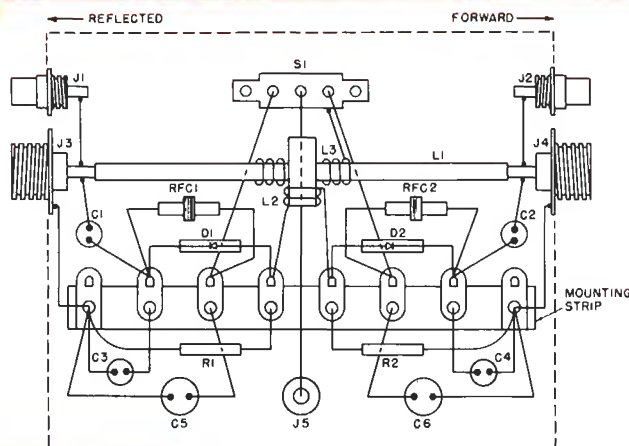 REFLECTED
FORWARD
S1
J1
J2
J3
J4
L3
L1
RFC1
RFC2
L2
C1
C2
D1
D2
MOUNTING
STRIP
C3
R1
R2
C4
C5
J5
C6